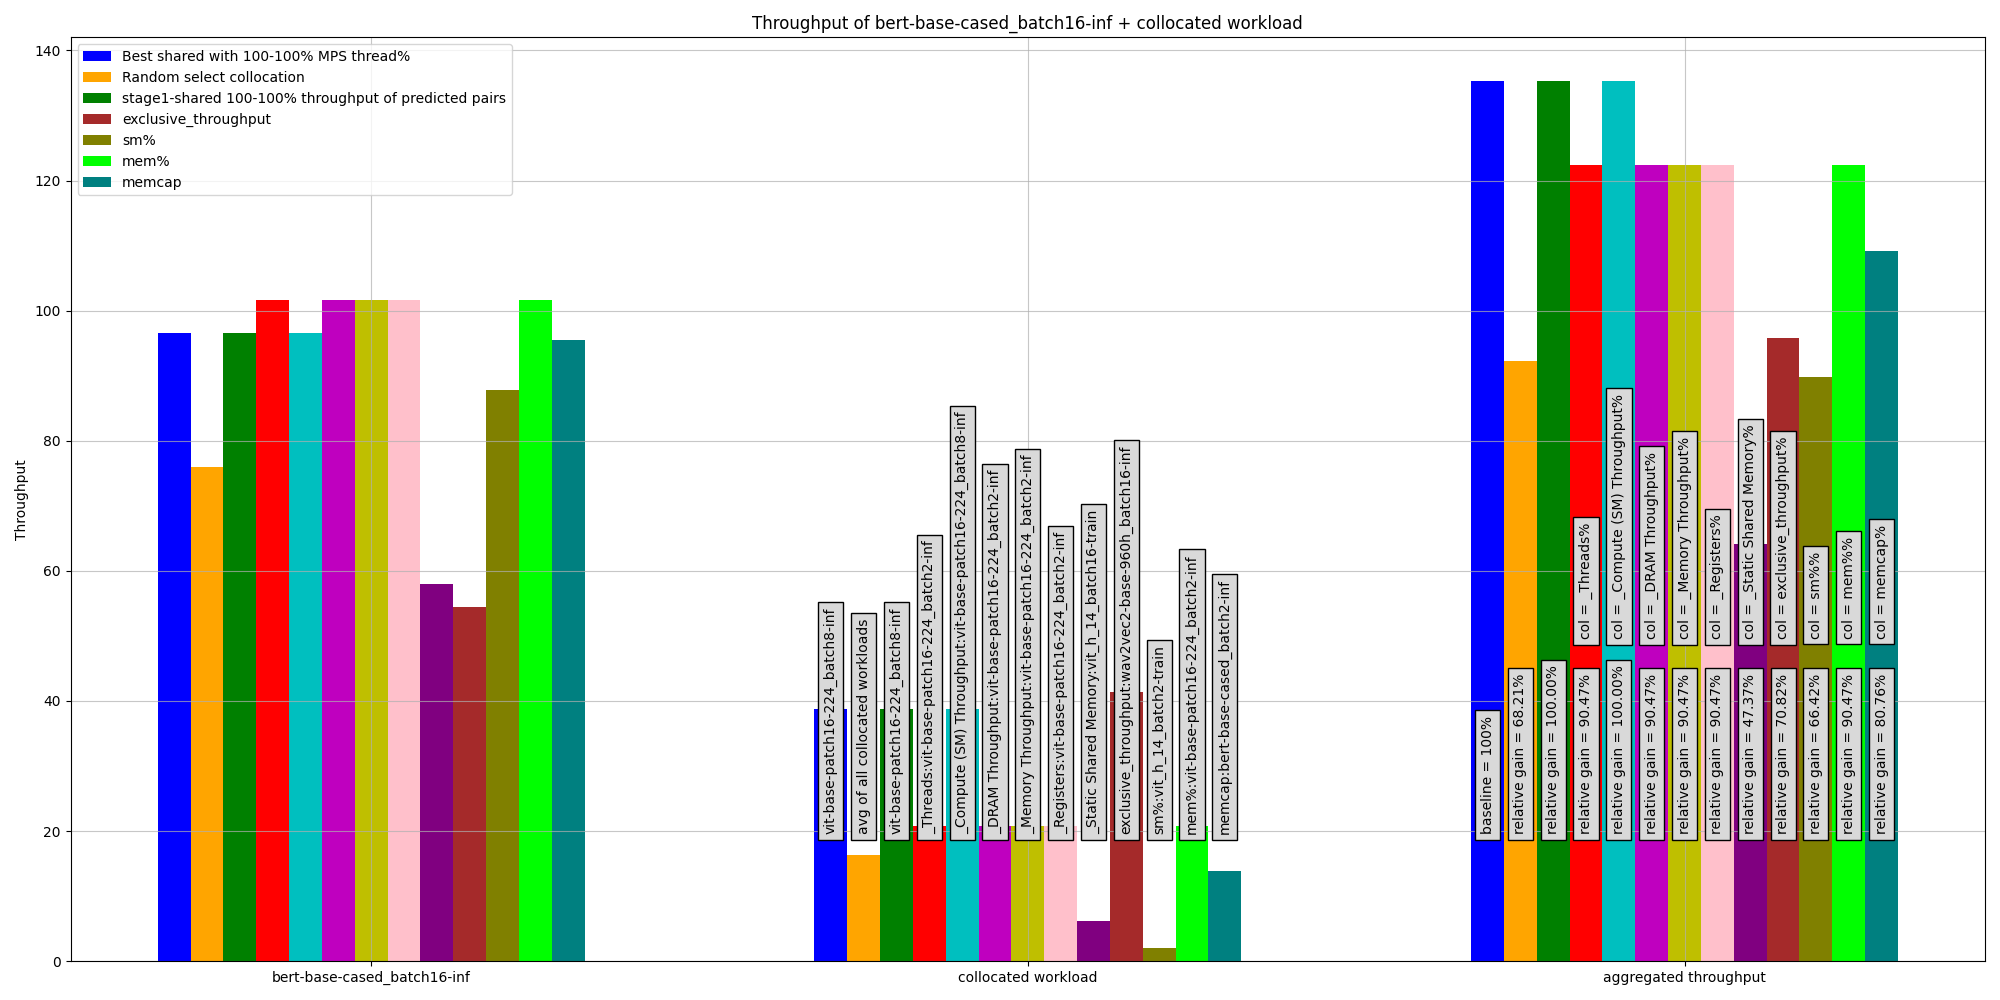 Throughput of bert-base-cased_batch16-inf + collocated workload
Throughput
140
120
100
80
60
40
20
0
Best shared with 100-100% MPS thread%
Random select collocation
stage1-shared 100-100% throughput of predicted pairs
exclusive_throughput
sm%
mem%
memcap
vit-base-patch16-224_batch8-inf
avg of all collocated workloads
vit-base-patch16-224_batch8-inf
_Threads:vit-base-patch16-224_batch2-inf
_Compute (SM) Throughput:vit-base-patch16-224_batch8-inf
_DRAM Throughput:vit-base-patch16-224_batch2-inf
_Memory Throughput:vit-base-patch16-224_batch2-inf
_Registers:vit-base-patch16-224_batch2-inf
_Static Shared Memory:vit_h_14_batch16-train
exclusive_throughput:wav2vec2-base-960h_batch16-inf
sm%:vit_h_14_batch2-train
mem%:vit-base-patch16-224_batch2-inf
memcap:bert-base-cased_batch2-inf
col = _Threads%
col = _Compute (SM) Throughput%
col = _DRAM Throughput%
col = _Memory Throughput%
col = _Registers%
col = _Static Shared Memory%
col = exclusive_throughput%
col = sm%%
col = mem%%
col = memcap%
baseline = 100%
relative gain = 68.21%
relative gain = 100.00%
relative gain = 90.47%
relative gain = 100.00%
relative gain = 90.47%
relative gain = 90.47%
relative gain = 90.47%
relative gain = 47.37%
relative gain = 70.82%
relative gain = 66.42%
relative gain = 90.47%
relative gain = 80.76%
bert-base-cased_batch16-inf
collocated workload
aggregated throughput